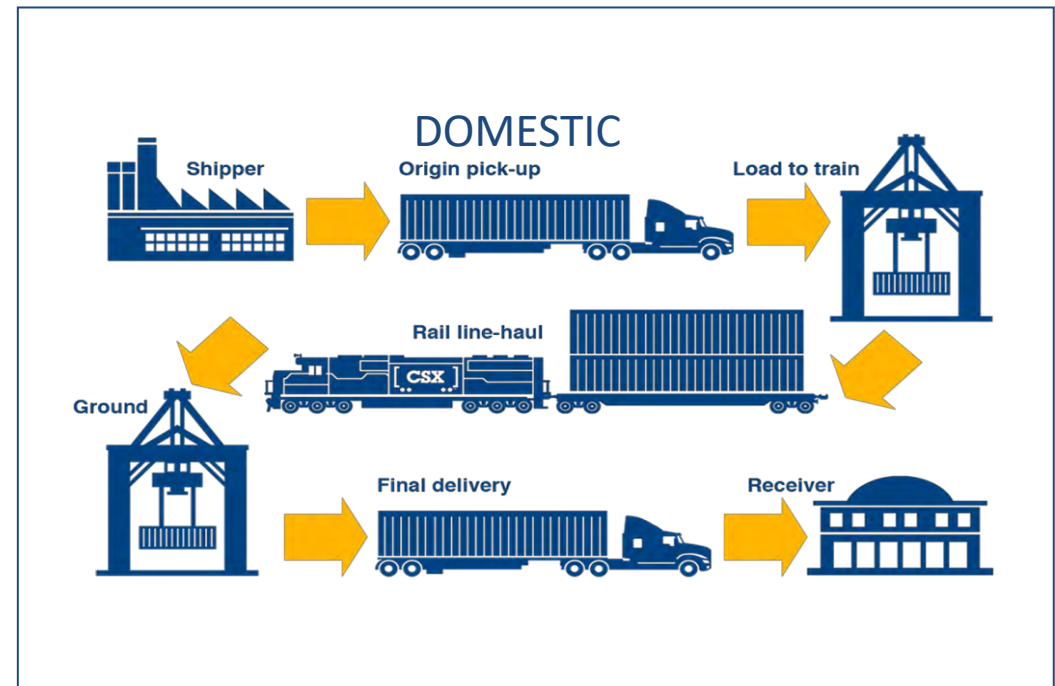 DOMESTIC
Shipper
Origin pick-up
Load to train
Rail line-haul
CSX
Ground
Final delivery
Receiver